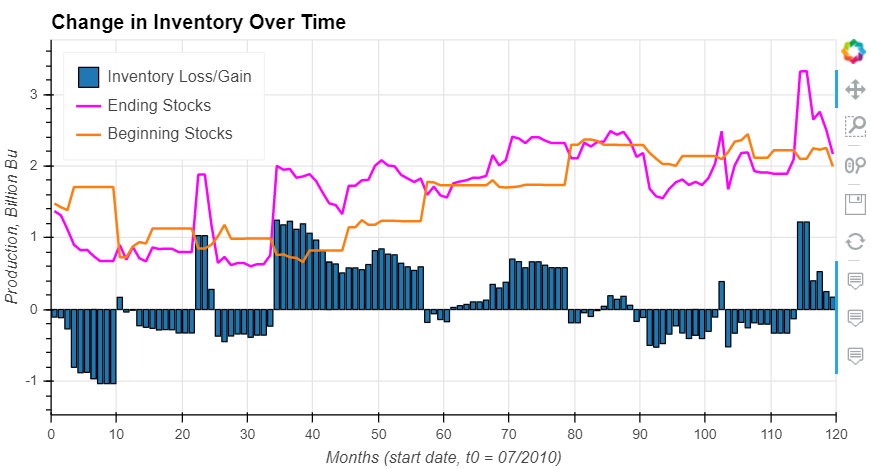 Change in Inventory Over Time
Inventory Loss/Gain
Ending Stocks
Beginning Stocks
Production, Billion Bu
3
2
1
0
-1
0 10 20 30 40 50 60 70 80 90 100 110 120
Months (start date, t0 = 07/2010)